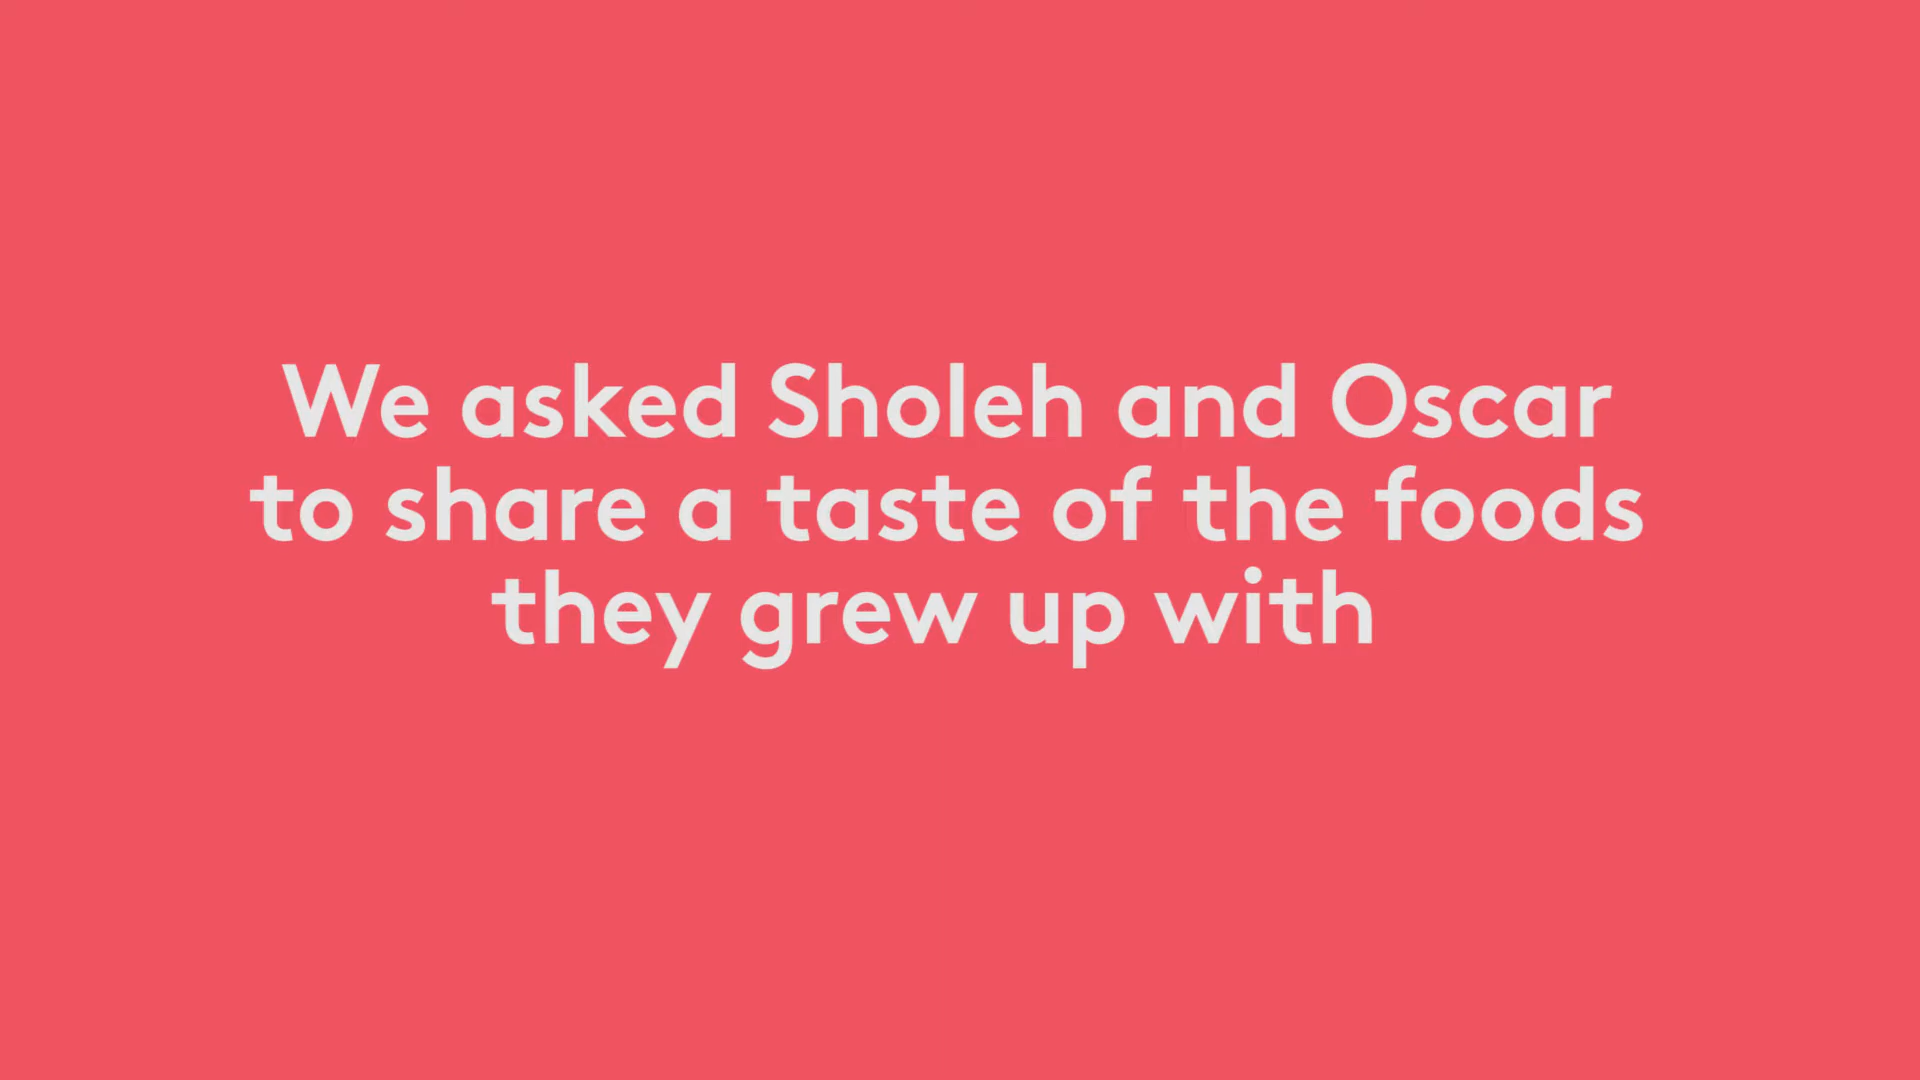 We asked Sholeh and Oscar
to share a taste of the foods
they grew up with